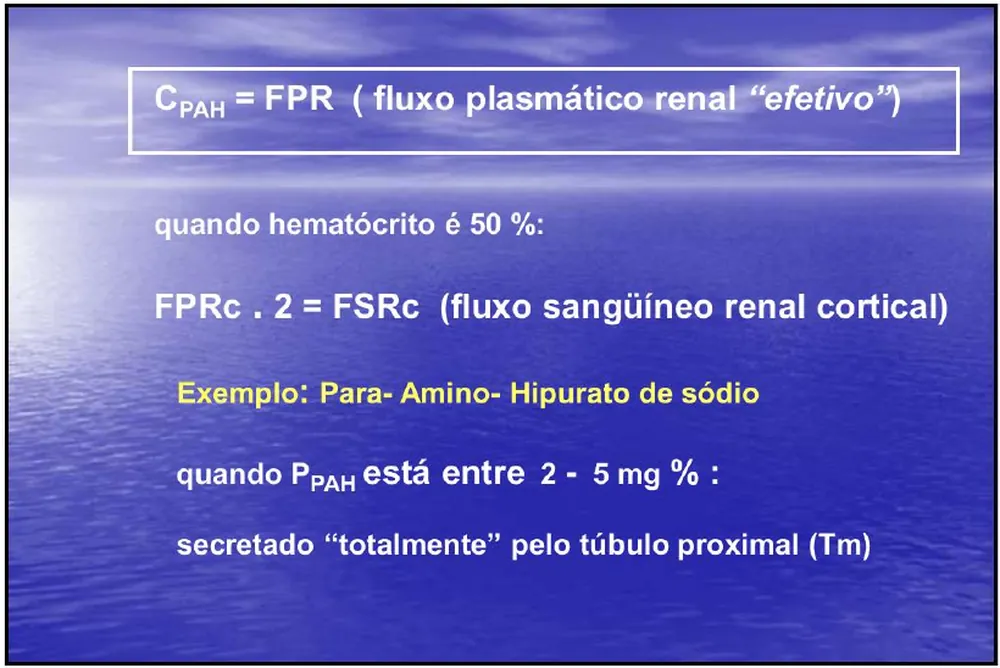 CPAH = FPR ( fluxo plasmático renal “efetivo”)
quando hematócrito é 50 %:
FPRc . 2 = FSRc (fluxo sangüíneo renal cortical)
Exemplo: Para- Amino- Hipurato de sódio
quando PPAH está entre 2 - 5 mg % :
secretado “totalmente” pelo túbulo proximal (Tm)